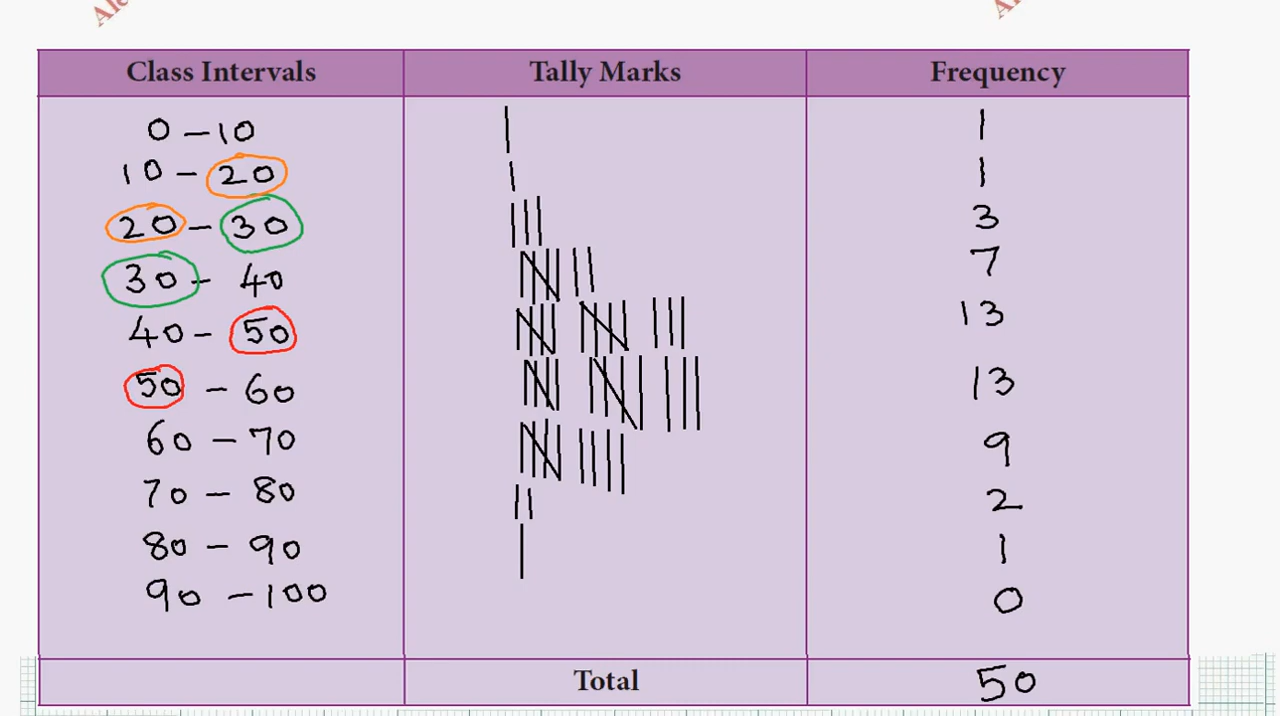 Class Intervals Tally Marks Frequency
0 – 10 | 1
10 – 20 | 1
20 – 30 ||| 3
30 – 40 |||| || 7
40 – 50 |||| |||| ||| 13
50 – 60 |||| |||| ||| 13
60 – 70 |||| |||| 9
70 – 80 || 2
80 – 90 | 1
90 – 100 0
Total 50